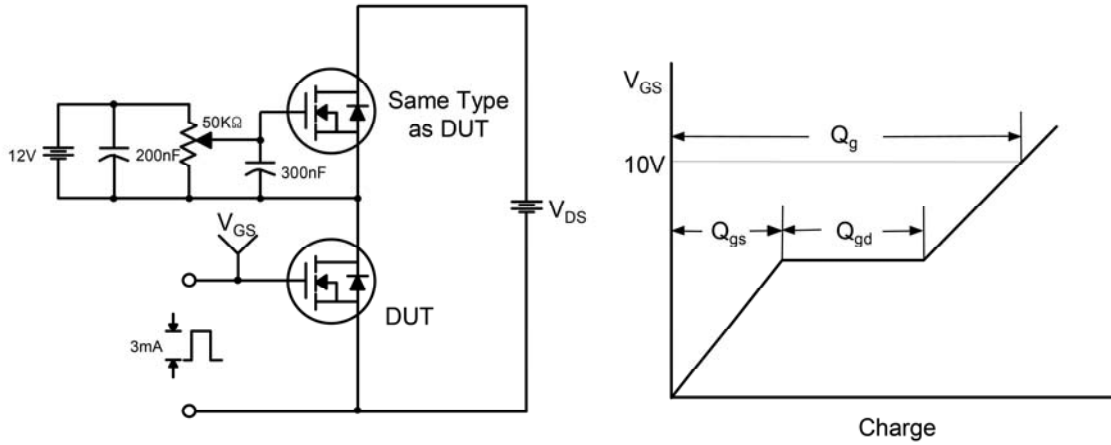 50KΩ
12V
200nF
300nF
Same Type
as DUT
V_DS
V_GS
DUT
3mA
V_GS
10V
Q_g
Q_gs
Q_gd
Charge